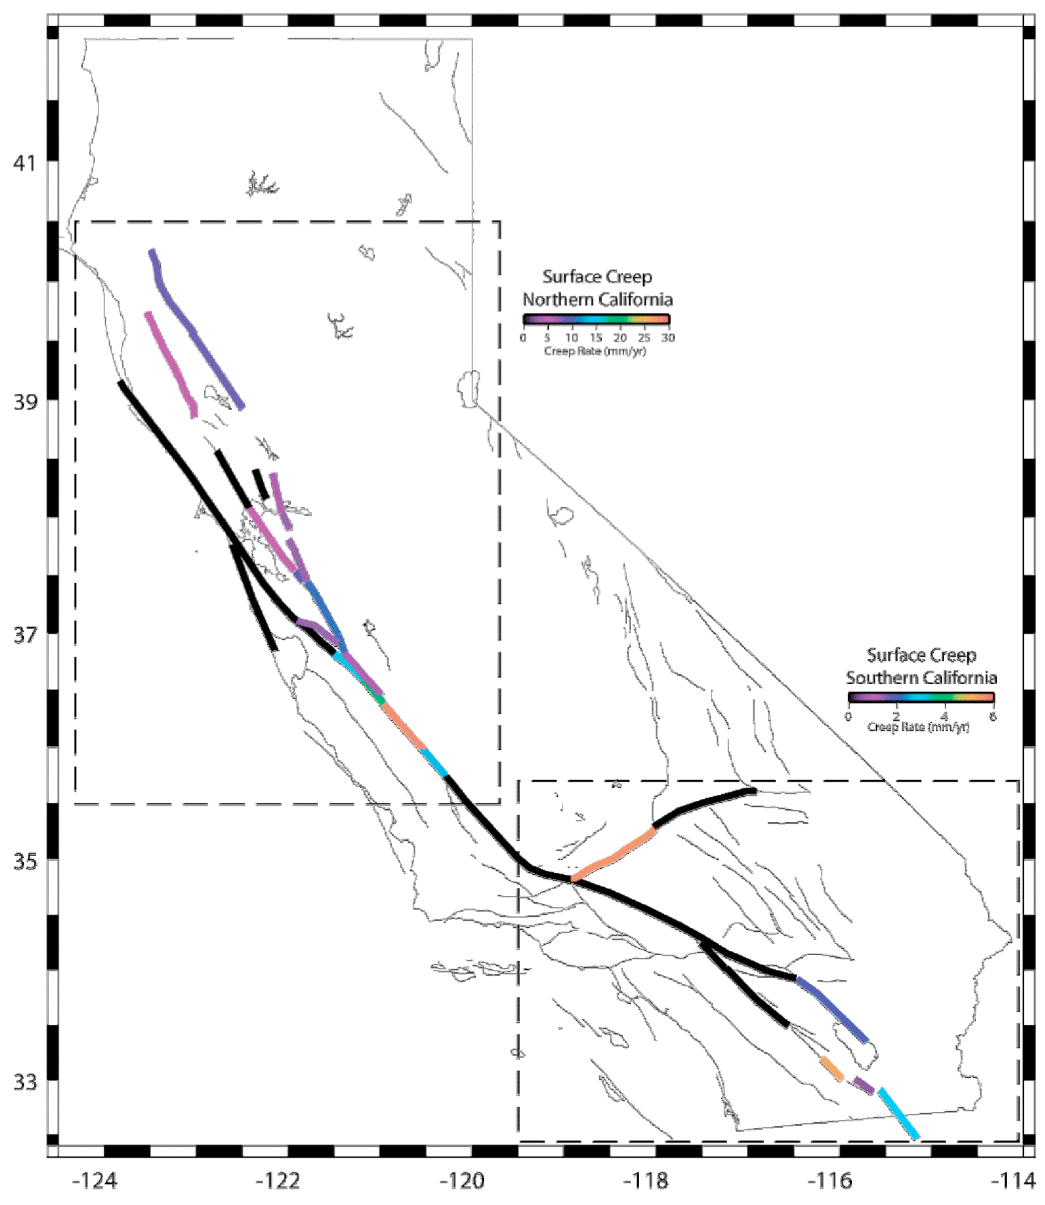 41
39
37
35
33
Surface Creep
Northern California
0 5 10 15 20 25 30
Creep Rate (mm/yr)
Surface Creep
Southern California
0 2 4 6
Creep Rate (mm/yr)
-124 -122 -120 -118 -116 -114